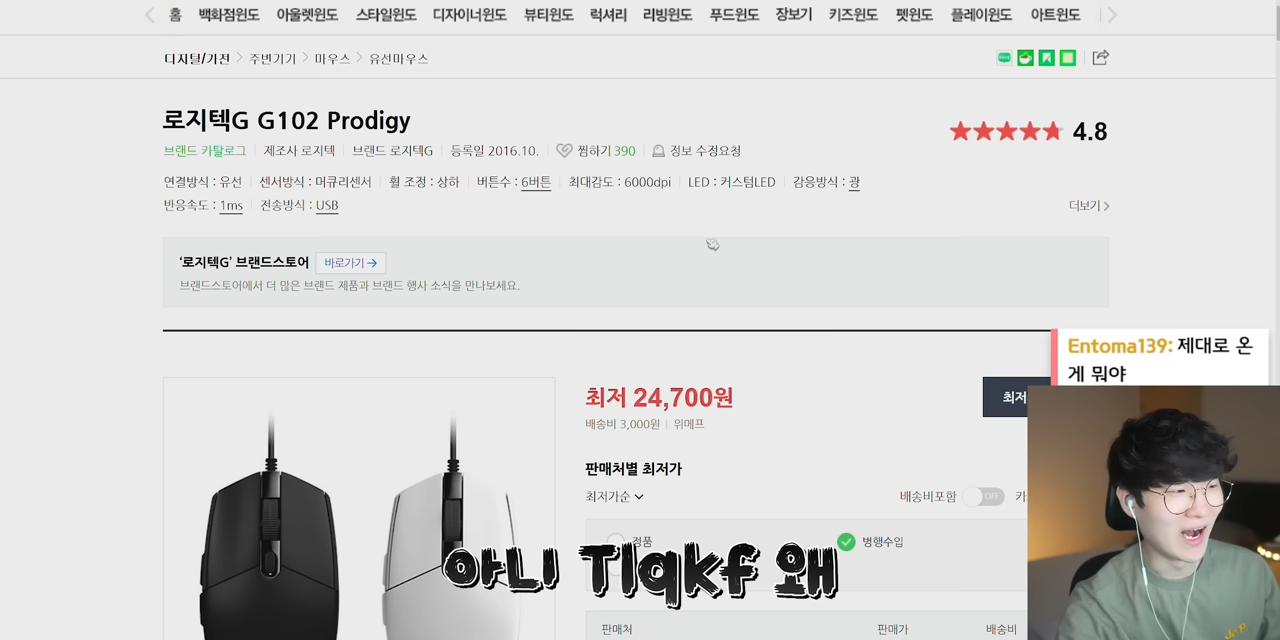 홈 백화점윈도 아울렛윈도 스타일윈도 디자이너윈도 뷰티윈도 럭셔리 리빙윈도 푸드윈도 장보기 키즈윈도 펫윈도 플레이윈도 아트윈도
디지털/가전 > 주변기기 > 마우스 > 유선마우스
로지텍G G102 Prodigy
4.8
브랜드 카탈로그 제조사 로지텍 브랜드 로지텍G 등록일 2016.10. 찜하기 390 정보 수정요청
연결방식 : 유선 센서방식 : 머큐리센서 휠 조정 : 상하 버튼수 : 6버튼 최대감도 : 6000dpi LED : 커스텀LED 감응방식 : 광
반응속도 : 1ms 전송방식 : USB
더보기 >
'로지텍G' 브랜드스토어 바로가기 →
브랜드스토어에서 더 많은 브랜드 제품과 브랜드 행사 소식을 만나보세요.
Entoma139: 제대로 온
게 뭐야
최저 24,700원
최저
배송비 3,000원 위메프
판매처별 최저가
최저가순
배송비포함 OFF 카
정품 병행수입
아니 Tlqkf 왜
판매처 판매가 배송비